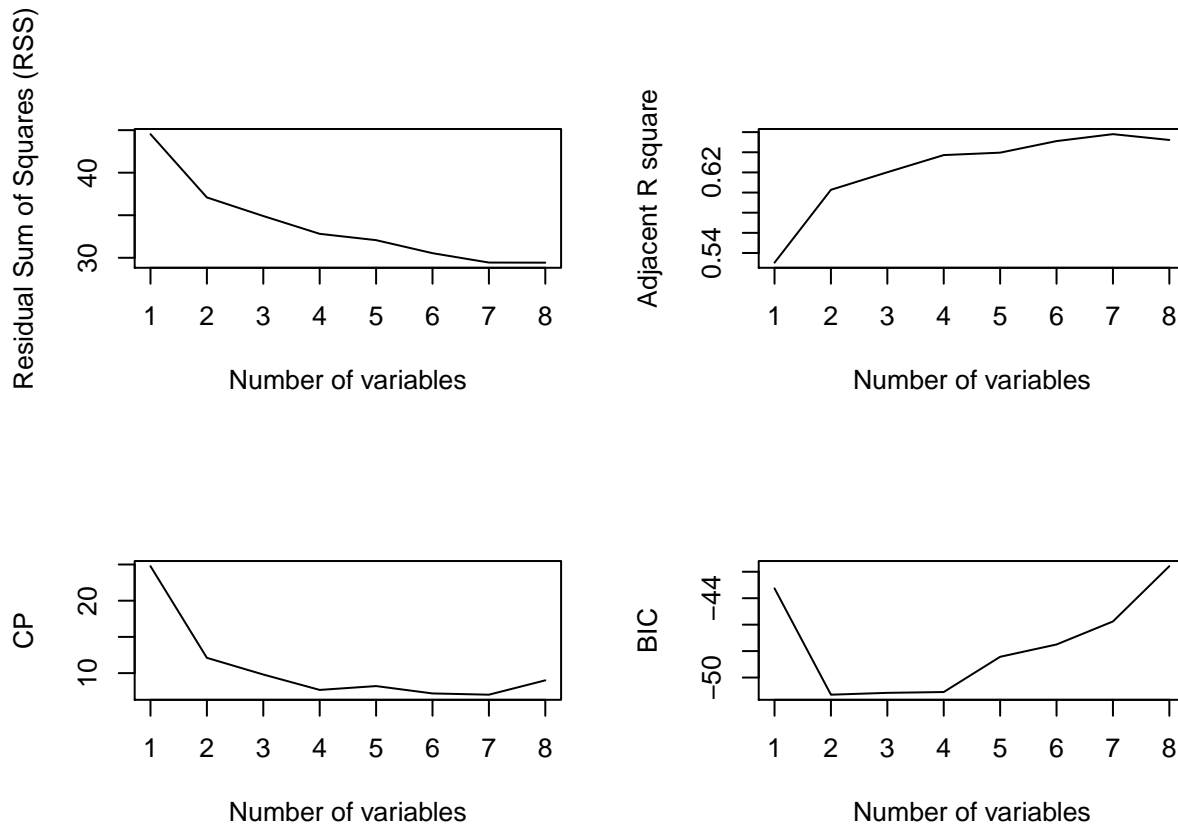 Residual Sum of Squares (RSS)
40
30
1 2 3 4 5 6 7 8
Number of variables
Adjacent R square
0.62
0.54
1 2 3 4 5 6 7 8
Number of variables
CP
20
10
1 2 3 4 5 6 7 8
Number of variables
BIC
−44
−50
1 2 3 4 5 6 7 8
Number of variables